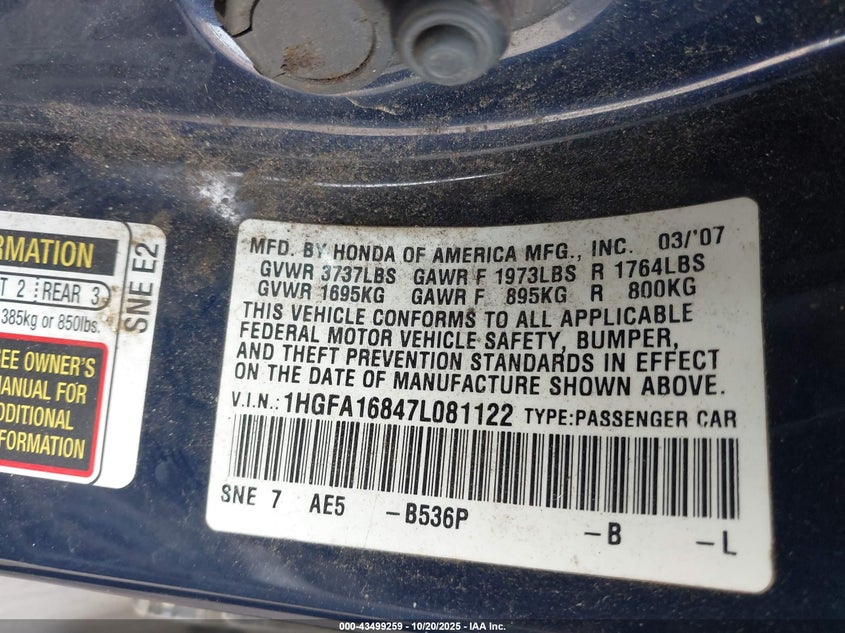 RMATION
T 2 REAR 3
385kg or 850lbs.
SNE E2
EE OWNER'S
MANUAL FOR
DDITIONAL
FORMATION
MFD. BY HONDA OF AMERICA MFG., INC. 03/'07
GVWR 3737LBS GAWR F 1973LBS R 1764LBS
GVWR 1695KG GAWR F 895KG R 800KG
THIS VEHICLE CONFORMS TO ALL APPLICABLE
FEDERAL MOTOR VEHICLE SAFETY, BUMPER,
AND THEFT PREVENTION STANDARDS IN EFFECT
ON THE DATE OF MANUFACTURE SHOWN ABOVE.
V.I.N.: 1HGFA16847L081122 TYPE:PASSENGER CAR
SNE 7 AE5 -B536P -B -L
000-43499259 - 10/20/2025 - IAA Inc.